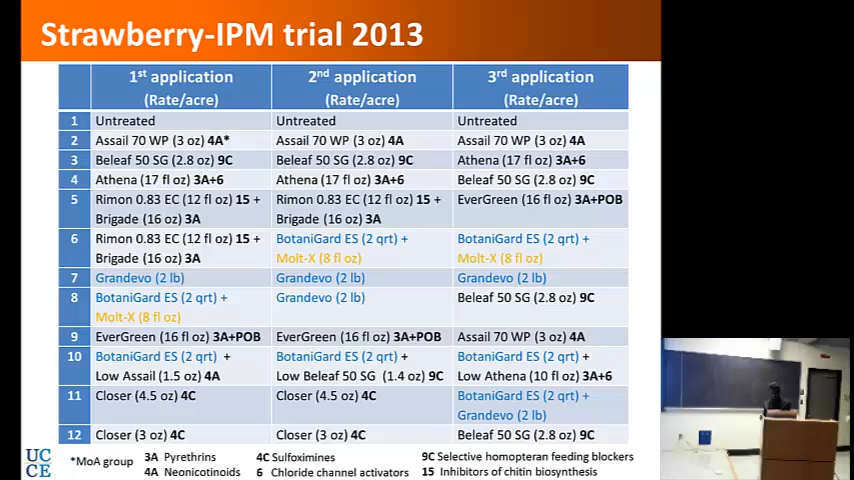 Strawberry-IPM trial 2013
1st application (Rate/acre) 2nd application (Rate/acre) 3rd application (Rate/acre)
1 Untreated Untreated Untreated
2 Assail 70 WP (3 oz) 4A* Assail 70 WP (3 oz) 4A Assail 70 WP (3 oz) 4A
3 Beleaf 50 SG (2.8 oz) 9C Beleaf 50 SG (2.8 oz) 9C Athena (17 fl oz) 3A+6
4 Athena (17 fl oz) 3A+6 Athena (17 fl oz) 3A+6 Beleaf 50 SG (2.8 oz) 9C
5 Rimon 0.83 EC (12 fl oz) 15 + Brigade (16 oz) 3A Rimon 0.83 EC (12 fl oz) 15 + Brigade (16 oz) 3A EverGreen (16 fl oz) 3A+POB
6 Rimon 0.83 EC (12 fl oz) 15 + Brigade (16 oz) 3A BotaniGard ES (2 qrt) + Molt-X (8 fl oz) BotaniGard ES (2 qrt) + Molt-X (8 fl oz)
7 Grandevo (2 lb) Grandevo (2 lb) Grandevo (2 lb)
8 BotaniGard ES (2 qrt) + Molt-X (8 fl oz) Grandevo (2 lb) Beleaf 50 SG (2.8 oz) 9C
9 EverGreen (16 fl oz) 3A+POB EverGreen (16 fl oz) 3A+POB Assail 70 WP (3 oz) 4A
10 BotaniGard ES (2 qrt) + Low Assail (1.5 oz) 4A BotaniGard ES (2 qrt) + Low Beleaf 50 SG (1.4 oz) 9C BotaniGard ES (2 qrt) + Low Athena (10 fl oz) 3A+6
11 Closer (4.5 oz) 4C Closer (4.5 oz) 4C BotaniGard ES (2 qrt) + Grandevo (2 lb)
12 Closer (3 oz) 4C Closer (3 oz) 4C Beleaf 50 SG (2.8 oz) 9C
UC
CE
*MoA group
3A Pyrethrins 4C Sulfoximines 9C Selective homopteran feeding blockers
4A Neonicotinoids 6 Chloride channel activators 15 Inhibitors of chitin biosynthesis